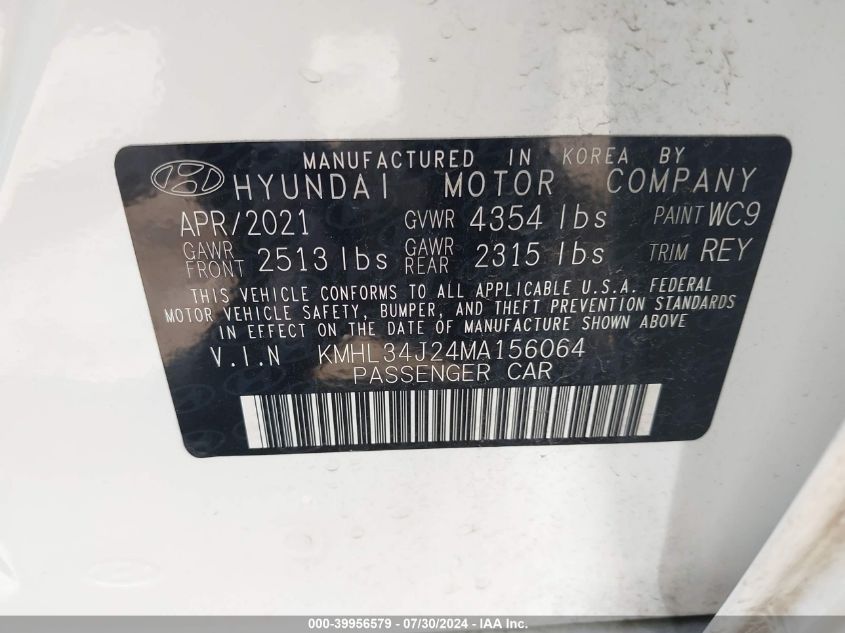 MANUFACTURED IN KOREA BY
HYUNDAI MOTOR COMPANY
APR/2021 GVWR 4354 lbs PAINT WC9
GAWR FRONT 2513 lbs GAWR REAR 2315 lbs TRIM REY
THIS VEHICLE CONFORMS TO ALL APPLICABLE U.S.A. FEDERAL
MOTOR VEHICLE SAFETY, BUMPER, AND THEFT PREVENTION STANDARDS
IN EFFECT ON THE DATE OF MANUFACTURE SHOWN ABOVE
V.I.N KMHL34J24MA156064
PASSENGER CAR
000-39956579 - 07/30/2024 - IAA Inc.